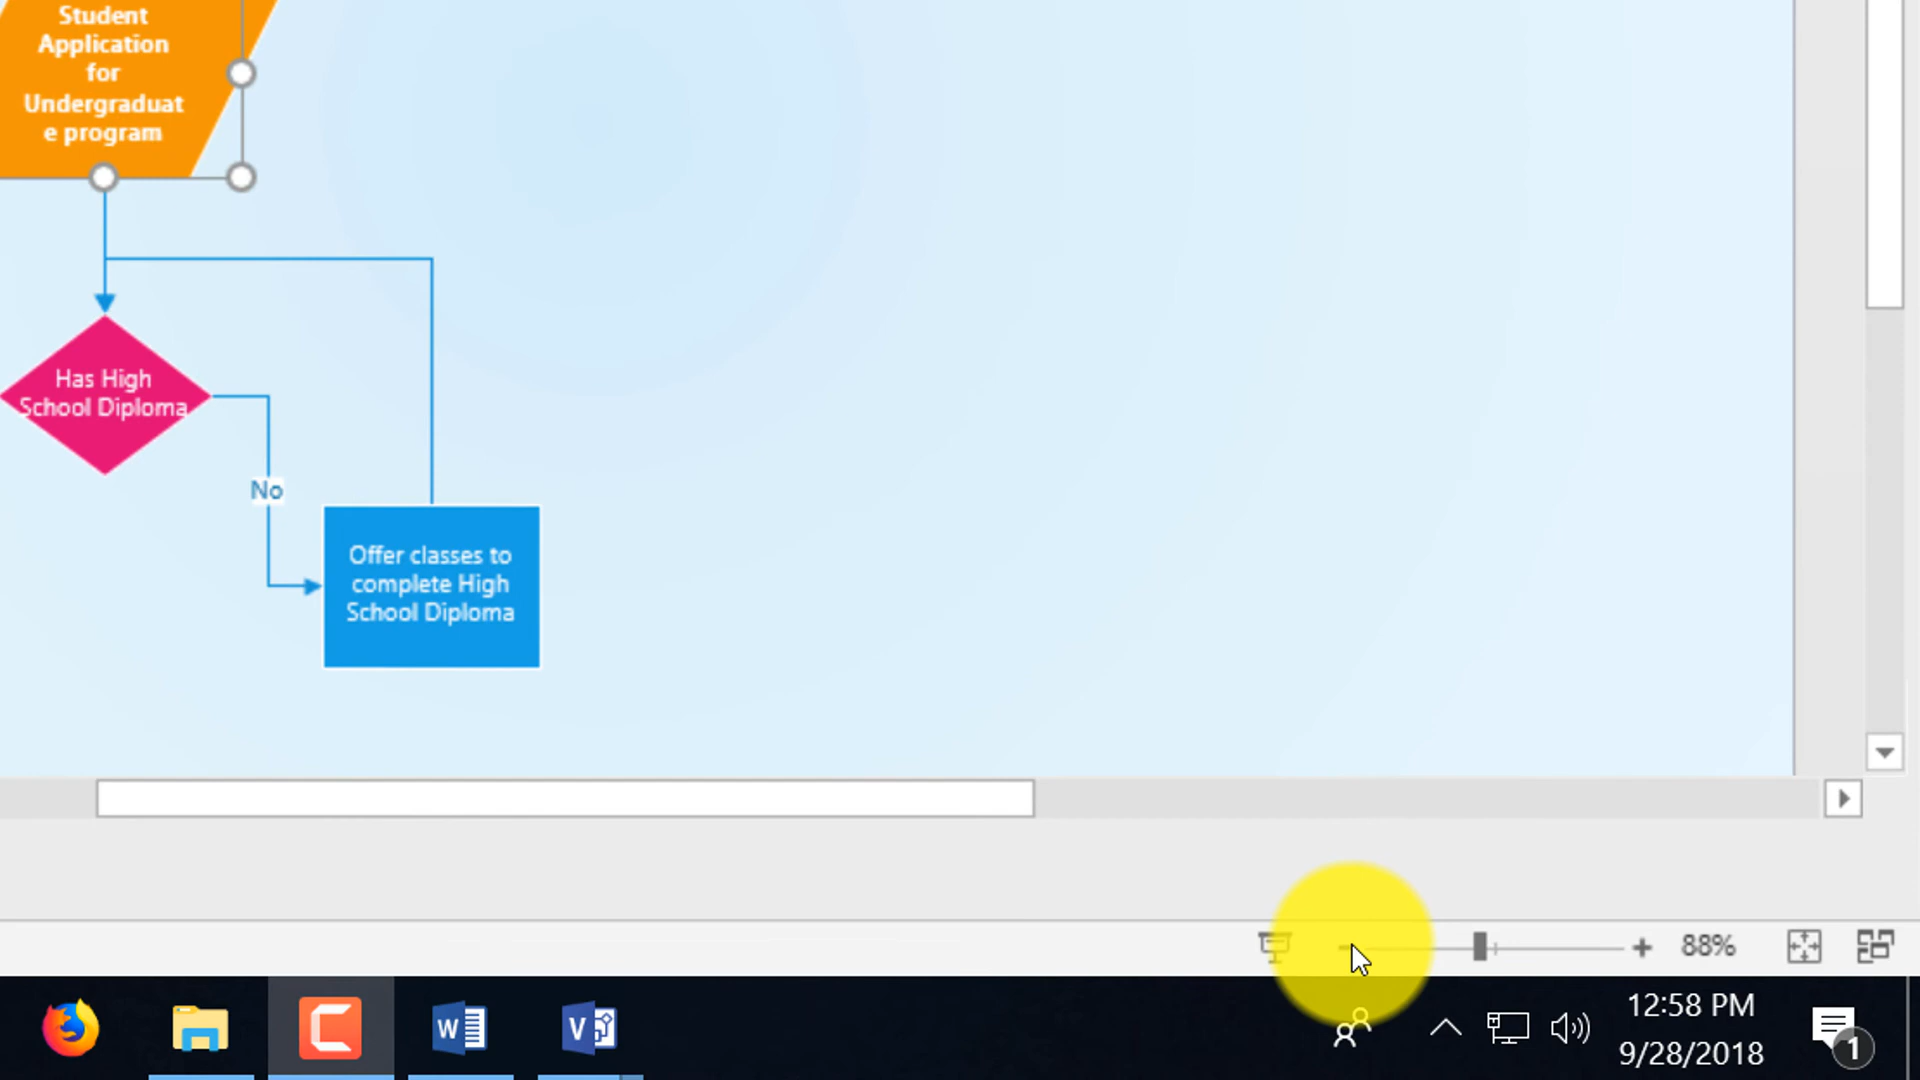 Student
Application
for
Undergraduat
e program
Has High
School Diploma
No
Offer classes to
complete High
School Diploma
88%
12:58 PM
9/28/2018
1